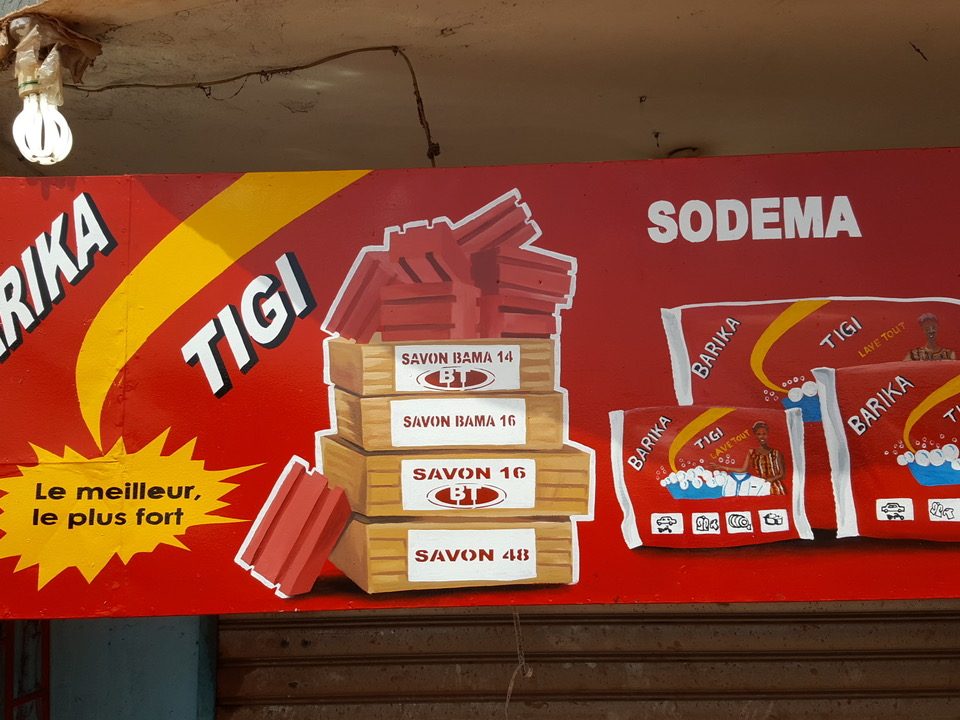 BARIKA
TIGI
Le meilleur,
le plus fort
SAVON BAMA 14
BT
SAVON BAMA 16
SAVON 16
BT
SAVON 48
SODEMA
BARIKA
TIGI
LAVE TOUT
BARIKA
TIGI
LAVE TOUT
BARIKA